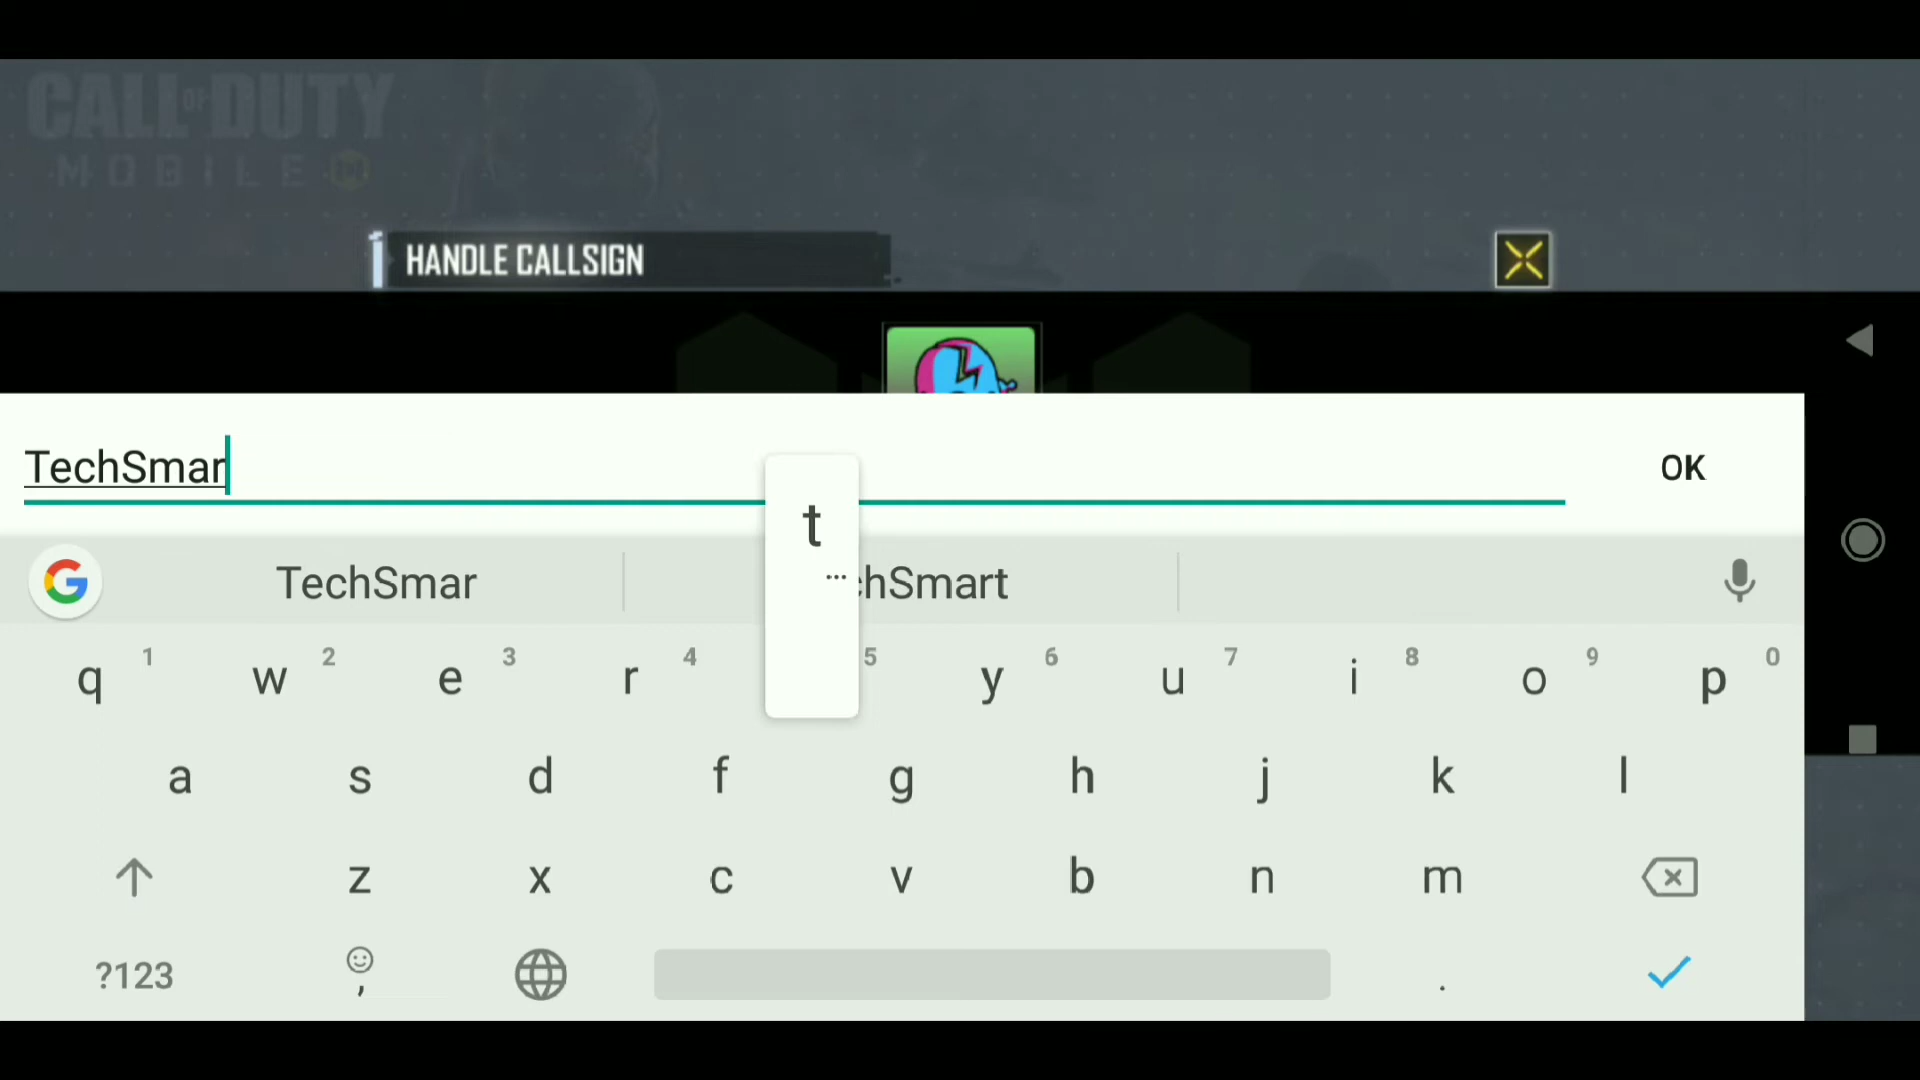 CALL OF DUTY
MOBILE
HANDLE CALLSIGN
TechSmar
OK
t
...
TechSmar
chSmart
q 1 w 2 e 3 r 4 5 y 6 u 7 i 8 o 9 p 0
a s d f g h j k l
z x c v b n m
?123 , .